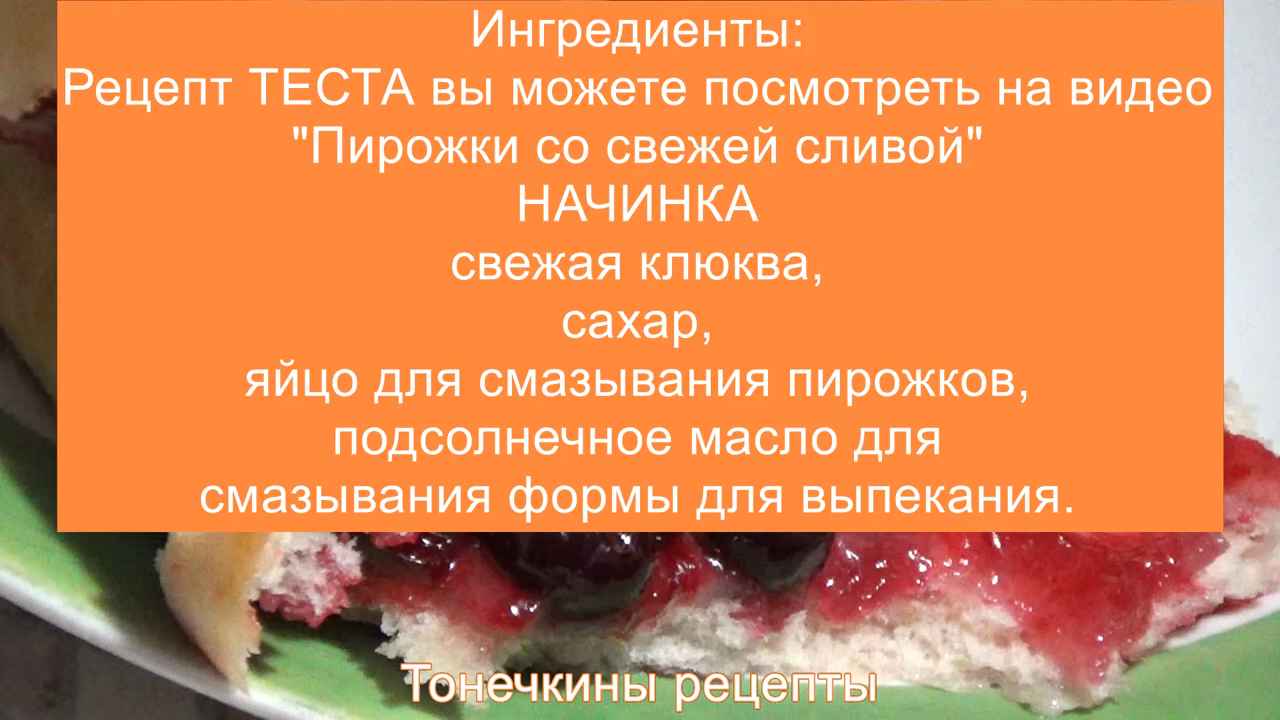 Ингредиенты:
Рецепт ТЕСТА вы можете посмотреть на видео
"Пирожки со свежей сливой"
НАЧИНКА
свежая клюква,
сахар,
яйцо для смазывания пирожков,
подсолнечное масло для
смазывания формы для выпекания.
Тонечкины рецепты